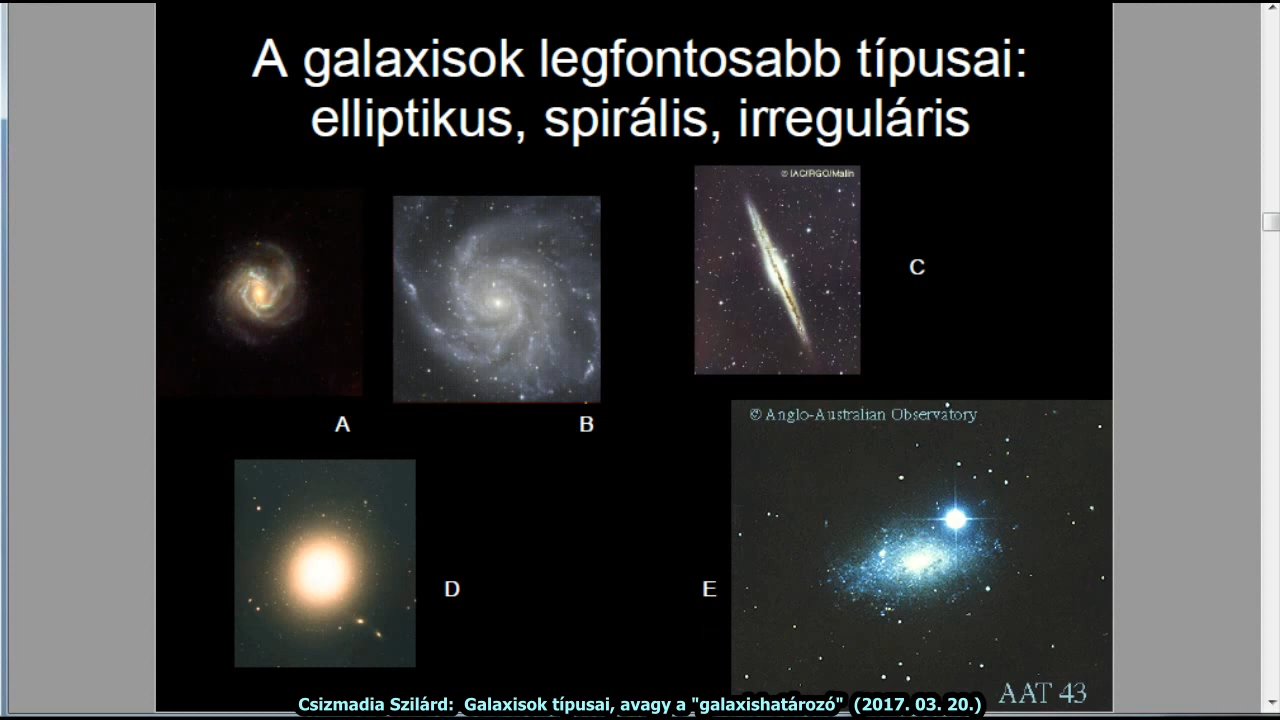 A galaxisok legfontosabb típusai:
elliptikus, spirális, irreguláris
© IAC/RGO/Malin
C
A
B
© Anglo-Australian Observatory
D
E
AAT 43
Csizmadia Szilárd: Galaxisok típusai, avagy a "galaxishatározó" (2017. 03. 20.)